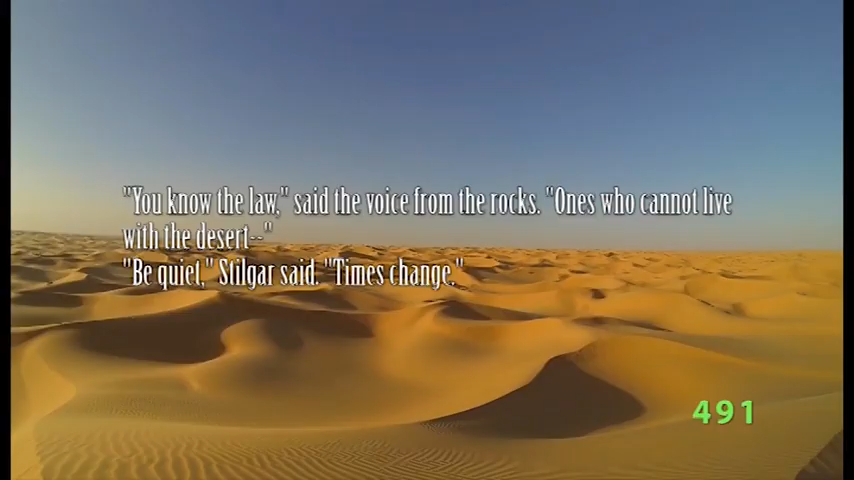 "You know the law," said the voice from the rocks. "Ones who cannot live
with the desert--"
"Be quiet," Stilgar said. "Times change."
491